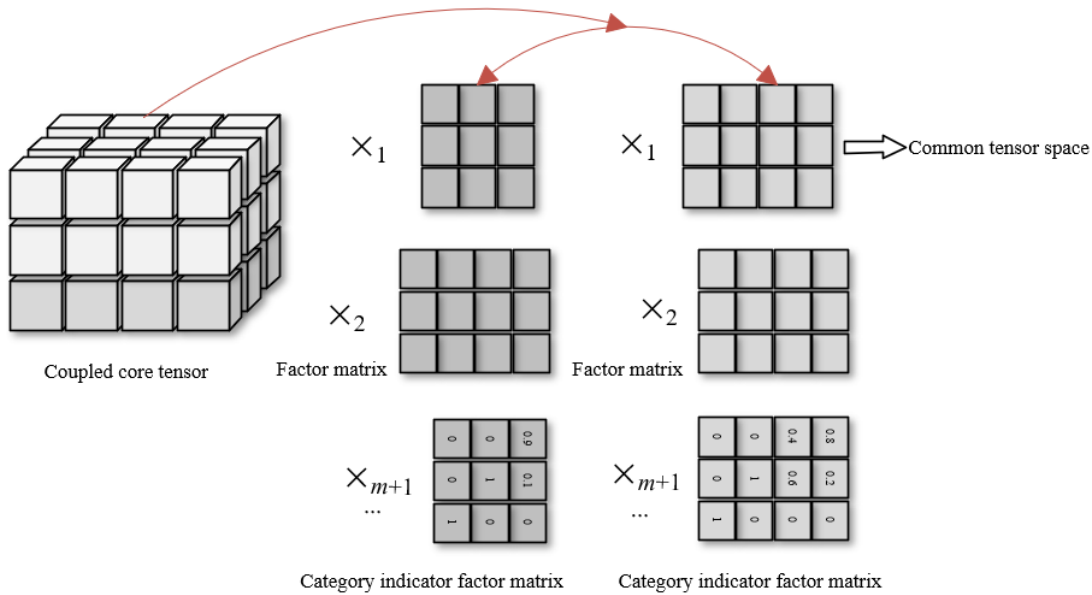 ×1 ×1 Common tensor space
×2 ×2
Coupled core tensor Factor matrix Factor matrix
0 0 0.9 0 0 0.4 0.8
×m+1 0 1 0.1 ×m+1 0 1 0.6 0.2
... ...
1 0 0 1 0 0 0
Category indicator factor matrix Category indicator factor matrix